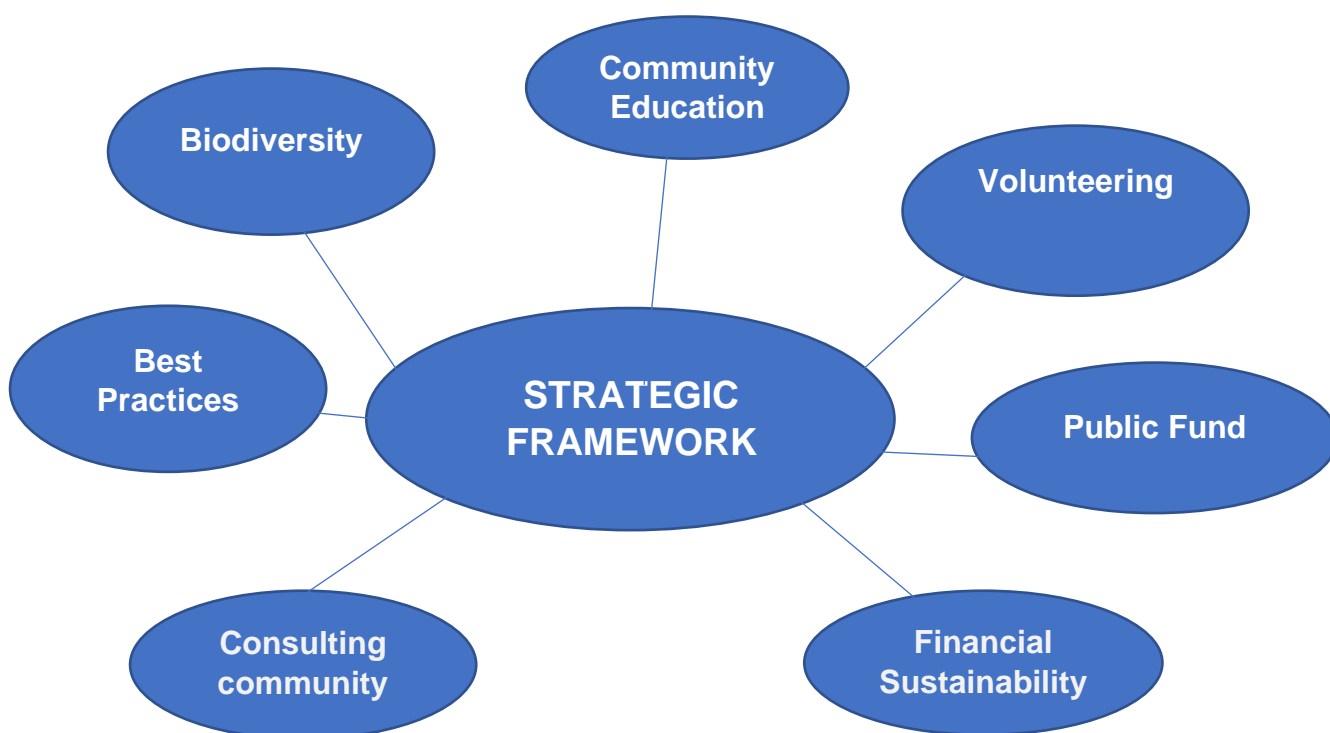 Community
Education
Biodiversity
Volunteering
Best
Practices
STRATEGIC
FRAMEWORK
Public Fund
Consulting
community
Financial
Sustainability